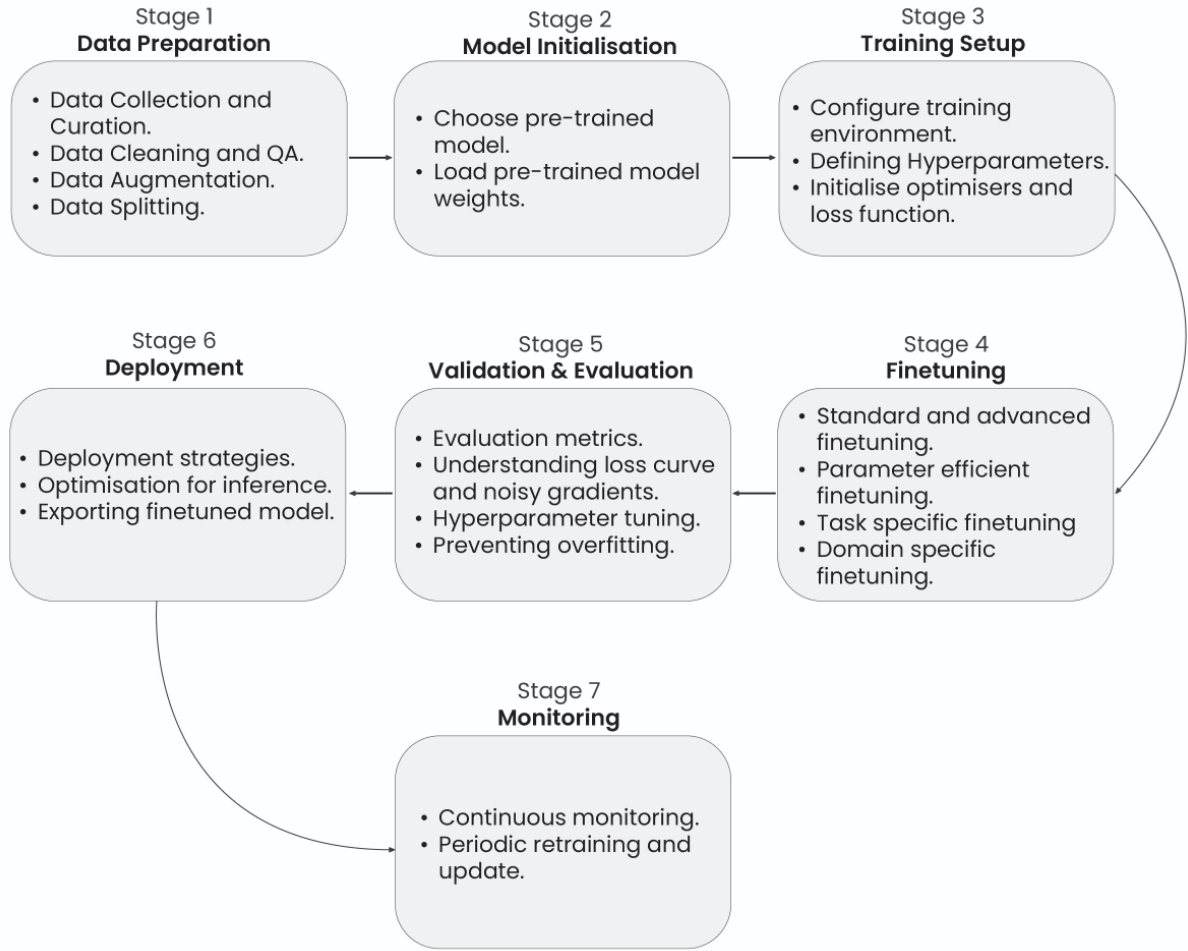 Stage 1
Data Preparation
• Data Collection and
Curation.
• Data Cleaning and QA.
• Data Augmentation.
• Data Splitting.
Stage 2
Model Initialisation
• Choose pre-trained
model.
• Load pre-trained model
weights.
Stage 3
Training Setup
• Configure training
environment.
• Defining Hyperparameters.
• Initialise optimisers and
loss function.
Stage 4
Finetuning
• Standard and advanced
finetuning.
• Parameter efficient
finetuning.
• Task specific finetuning
• Domain specific
finetuning.
Stage 5
Validation & Evaluation
• Evaluation metrics.
• Understanding loss curve
and noisy gradients.
• Hyperparameter tuning.
• Preventing overfitting.
Stage 6
Deployment
• Deployment strategies.
• Optimisation for inference.
• Exporting finetuned model.
Stage 7
Monitoring
• Continuous monitoring.
• Periodic retraining and
update.